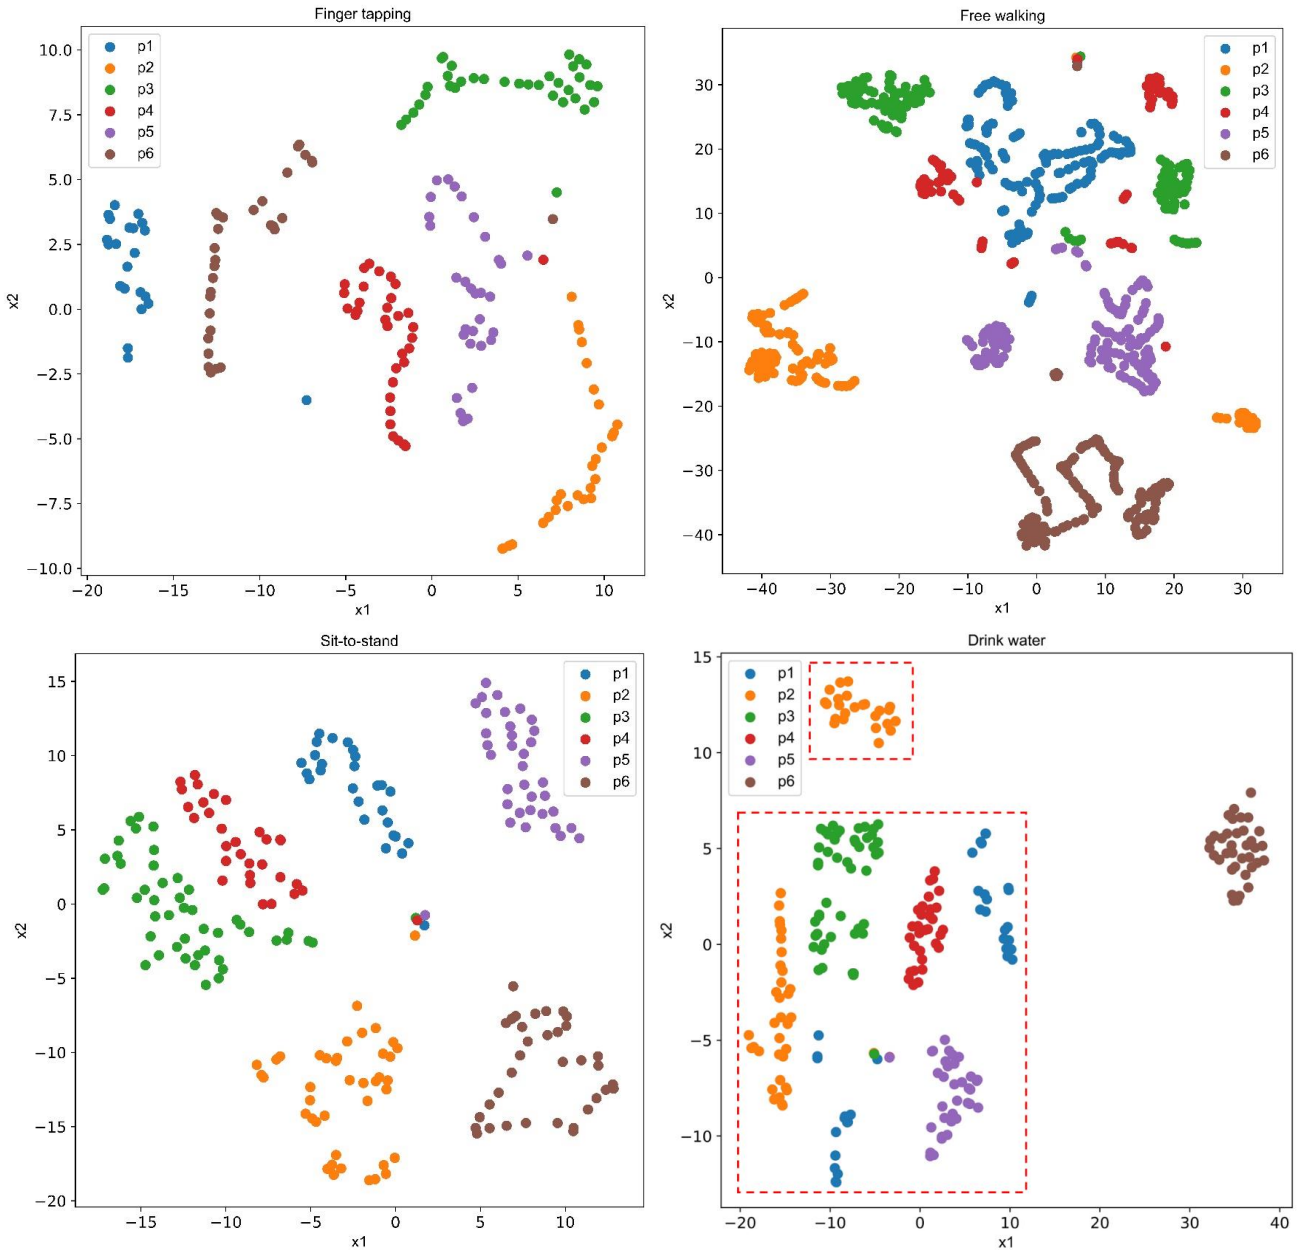 Finger tapping
p1
p2
p3
p4
p5
p6
10.0
7.5
5.0
2.5
0.0
−2.5
−5.0
−7.5
−10.0
x2
−20 −15 −10 −5 0 5 10
x1
Free walking
p1
p2
p3
p4
p5
p6
30
20
10
0
−10
−20
−30
−40
x2
−40 −30 −20 −10 0 10 20 30
x1
Sit-to-stand
p1
p2
p3
p4
p5
p6
15
10
5
0
−5
−10
−15
−20
x2
−15 −10 −5 0 5 10
x1
Drink water
p1
p2
p3
p4
p5
p6
15
10
5
0
−5
−10
x2
−20 −10 0 10 20 30 40
x1